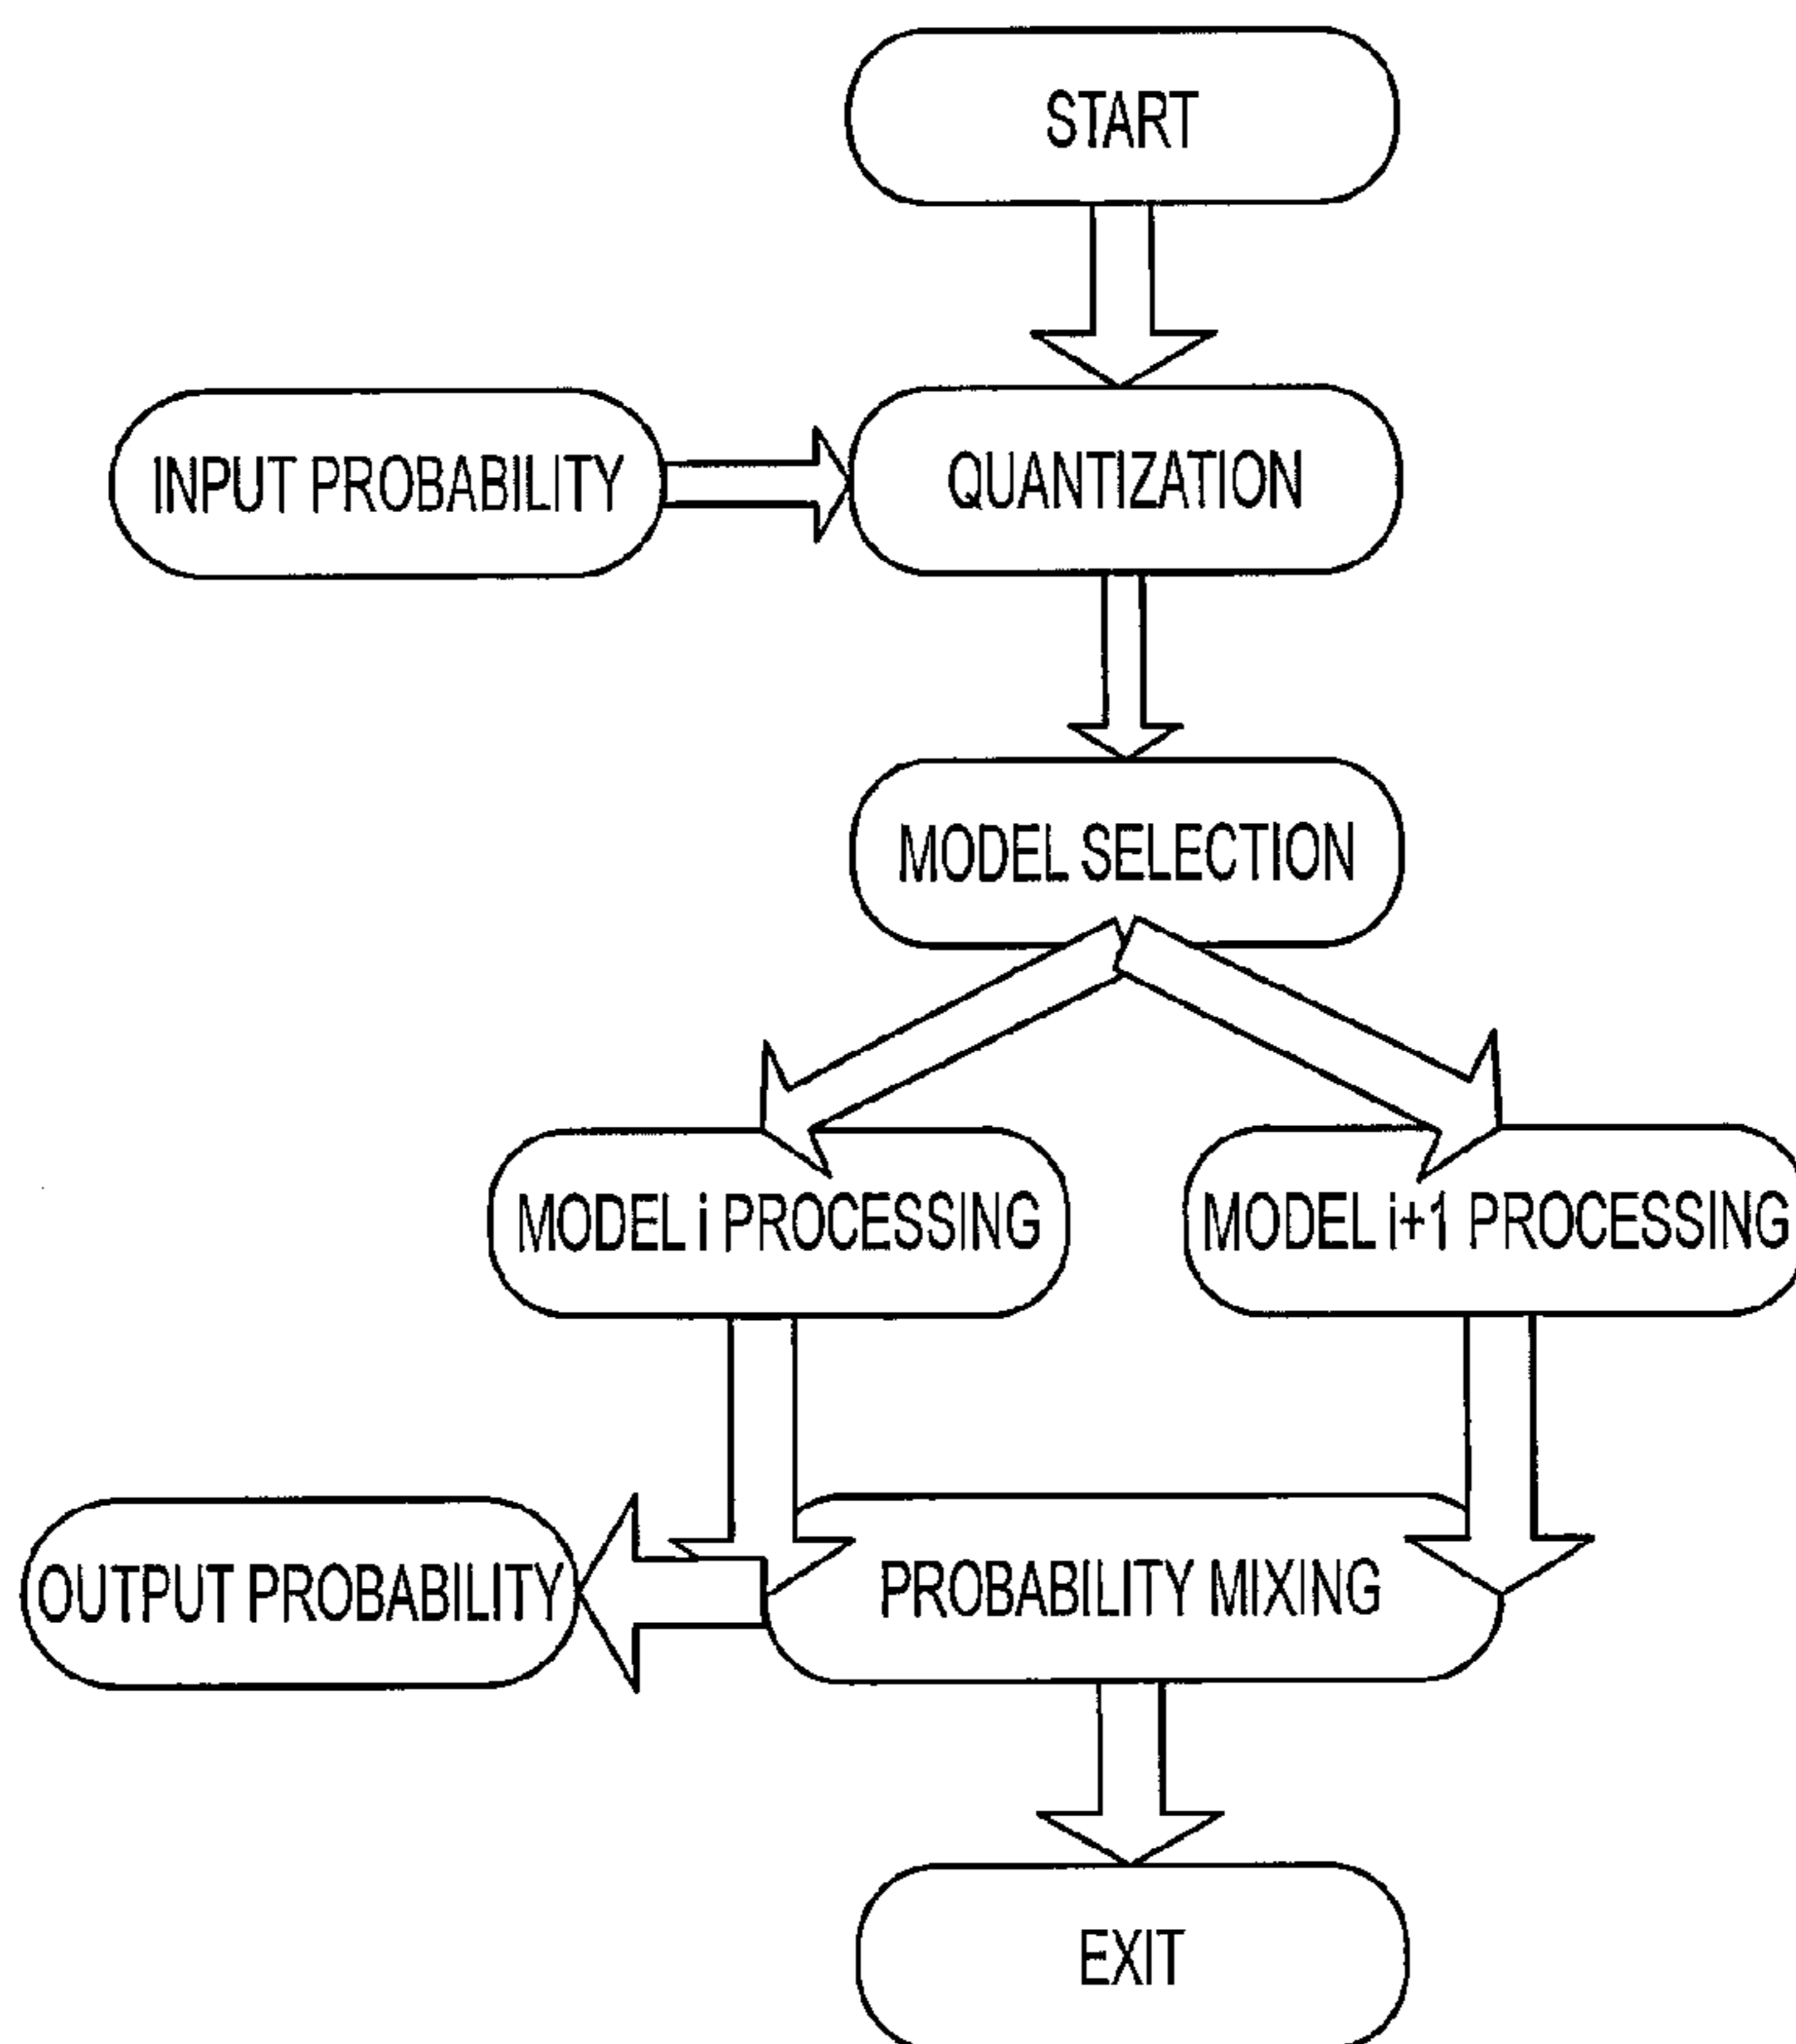 START
INPUT PROBABILITY
QUANTIZATION
MODEL SELECTION
MODEL i PROCESSING
MODEL i+1 PROCESSING
OUTPUT PROBABILITY
PROBABILITY MIXING
EXIT